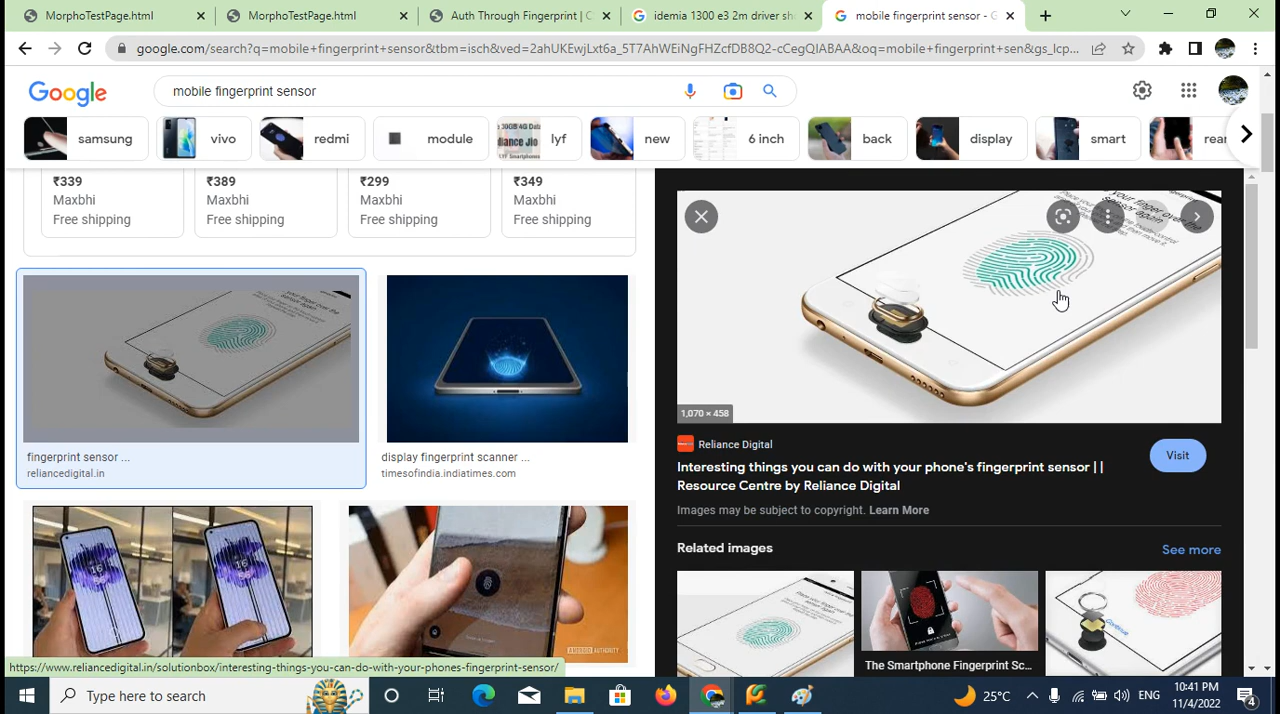 MorphoTestPage.html
MorphoTestPage.html
Auth Through Fingerprint | C
idemia 1300 e3 2m driver sh
mobile fingerprint sensor - G
google.com/search?q=mobile+fingerprint+sensor&tbm=isch&ved=2ahUKEwjLxt6a_5T7AhWEiNgFHZcfDB8Q2-cCegQIABAA&oq=mobile+fingerprint+sen&gs_lcp...
Google
mobile fingerprint sensor
samsung
vivo
redmi
module
lyf
new
6 inch
back
display
smart
rear
₹339
Maxbhi
Free shipping
₹389
Maxbhi
Free shipping
₹299
Maxbhi
Free shipping
₹349
Maxbhi
Free shipping
fingerprint sensor ...
reliancedigital.in
display fingerprint scanner ...
timesofindia.indiatimes.com
ANDROID AUTHORITY
1,070 × 458
Reliance Digital
Interesting things you can do with your phone's fingerprint sensor | |
Resource Centre by Reliance Digital
Visit
Images may be subject to copyright. Learn More
Related images
See more
Continue
The Smartphone Fingerprint Sc...
https://www.reliancedigital.in/solutionbox/interesting-things-you-can-do-with-your-phones-fingerprint-sensor/
Type here to search
25°C
ENG
10:41 PM
11/4/2022
4